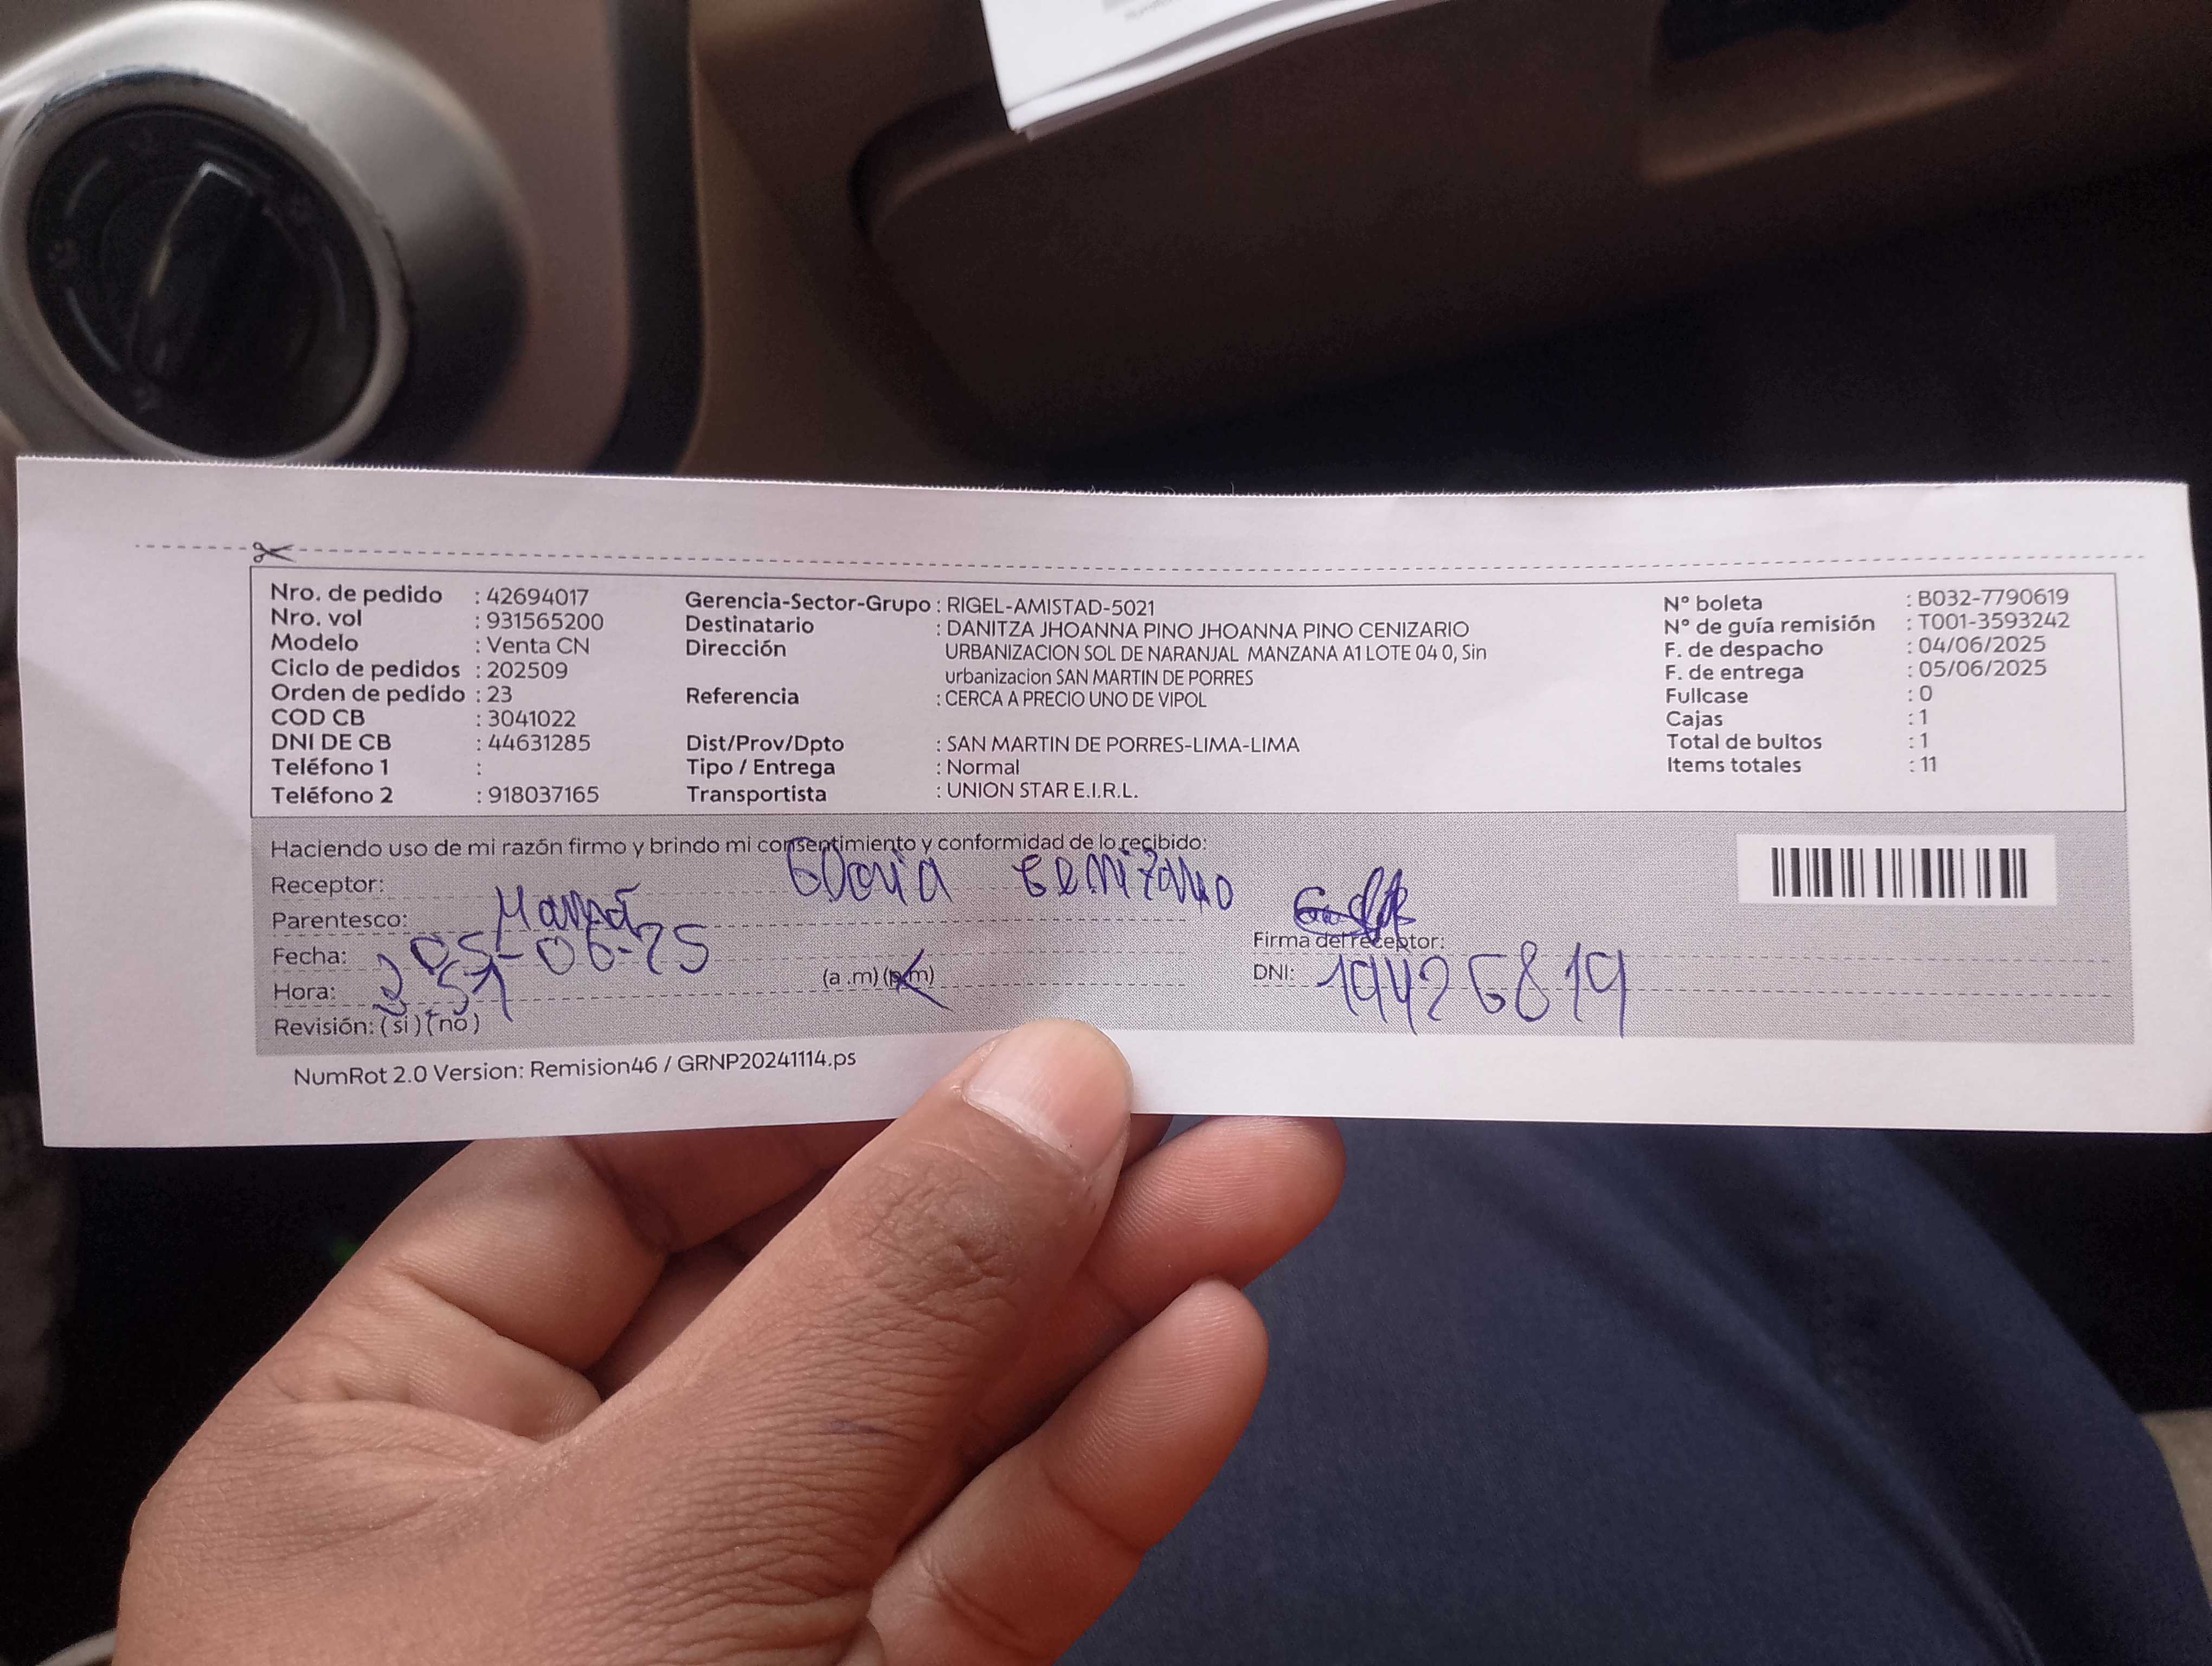 Nro. de pedido : 42694017
Nro. vol : 931565200
Modelo : Venta CN
Ciclo de pedidos : 202509
Orden de pedido : 23
COD CB : 3041022
DNI DE CB : 44631285
Teléfono 1 :
Teléfono 2 : 918037165
Gerencia-Sector-Grupo : RIGEL-AMISTAD-5021
Destinatario : DANITZA JHOANNA PINO JHOANNA PINO CENIZARIO
Dirección URBANIZACION SOL DE NARANJAL MANZANA A1 LOTE 04 0, Sin
urbanizacion SAN MARTIN DE PORRES
Referencia : CERCA A PRECIO UNO DE VIPOL
Dist/Prov/Dpto : SAN MARTIN DE PORRES-LIMA-LIMA
Tipo / Entrega : Normal
Transportista : UNION STAR E.I.R.L.
N° boleta : B032-7790619
N° de guía remisión : T001-3593242
F. de despacho : 04/06/2025
F. de entrega : 05/06/2025
Fullcase : 0
Cajas : 1
Total de bultos : 1
Items totales : 11
Haciendo uso de mi razón firmo y brindo mi consentimiento y conformidad de lo recibido:
Receptor:
Parentesco: Mamá
Fecha: 05-06-25
Hora: 2 51 (a .m) (p.m)
Revisión: ( si ) ( no )
Firma del receptor:
DNI: 19426819
NumRot 2.0 Version: Remision46 / GRNP20241114.ps